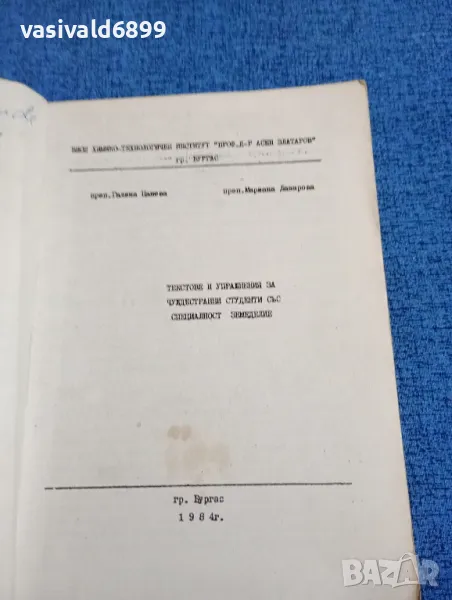 vasivald6899
ВИСШ ХИМИКО-ТЕХНОЛОГИЧЕН ИНСТИТУТ "ПРОФ.Д-Р АСЕН ЗЛАТАРОВ"
гр. БУРГАС
преп.Галина Цанева
преп.Мариана Лазарова
ТЕКСТОВЕ И УПРАЖНЕНИЯ ЗА
ЧУЖДЕСТРАННИ СТУДЕНТИ СЪС
СПЕЦИАЛНОСТ ЗЕМЕДЕЛИЕ
гр. Бургас
1984г.
BAZAR